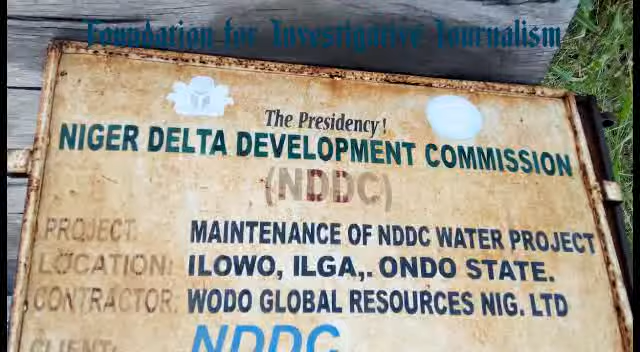 Foundation for Investigative Journalism
The Presidency!
NIGER DELTA DEVELOPMENT COMMISSION
(NDDC)
PROJECT: MAINTENANCE OF NDDC WATER PROJECT
LOCATION: ILOWO, ILGA,. ONDO STATE.
CONTRACTOR: WODO GLOBAL RESOURCES NIG. LTD
CLIENT: NDDC